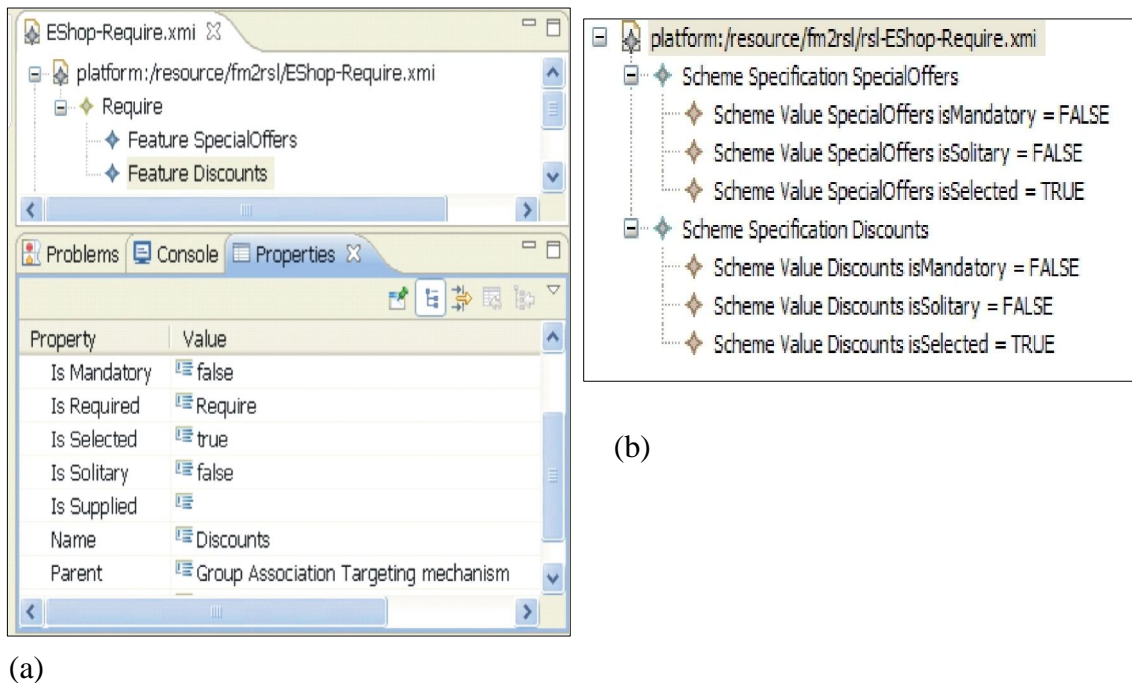 EShop-Require.xmi
platform:/resource/fm2rsl/EShop-Require.xmi
Require
Feature SpecialOffers
Feature Discounts
Problems Console Properties
Property Value
Is Mandatory false
Is Required Require
Is Selected true
Is Solitary false
Is Supplied
Name Discounts
Parent Group Association Targeting mechanism
(a)
platform:/resource/fm2rsl/rsl-EShop-Require.xmi
Scheme Specification SpecialOffers
Scheme Value SpecialOffers isMandatory = FALSE
Scheme Value SpecialOffers isSolitary = FALSE
Scheme Value SpecialOffers isSelected = TRUE
Scheme Specification Discounts
Scheme Value Discounts isMandatory = FALSE
Scheme Value Discounts isSolitary = FALSE
Scheme Value Discounts isSelected = TRUE
(b)